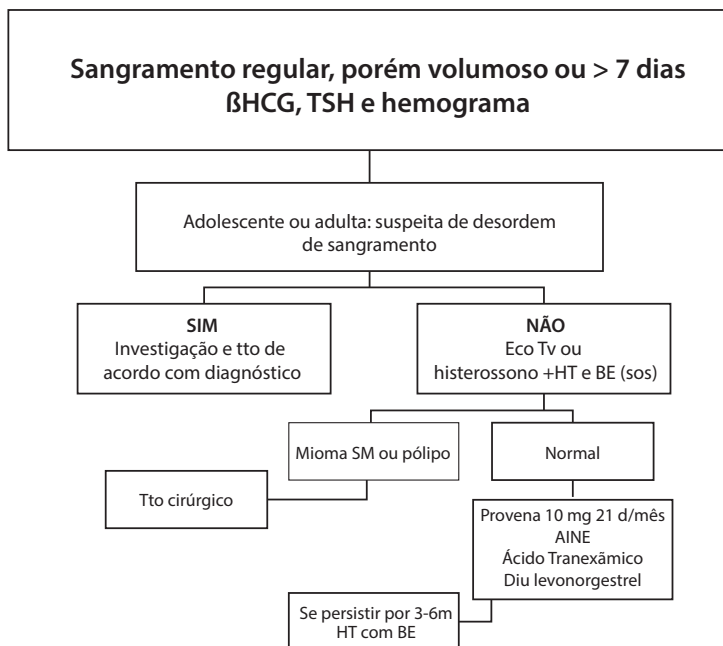 Sangramento regular, porém volumoso ou > 7 dias
ßHCG, TSH e hemograma
Adolescente ou adulta: suspeita de desordem
de sangramento
SIM
Investigação e tto de
acordo com diagnóstico
NÃO
Eco Tv ou
histerossono +HT e BE (sos)
Mioma SM ou pólipo
Normal
Tto cirúrgico
Provena 10 mg 21 d/mês
AINE
Ácido Tranexãmico
Diu levonorgestrel
Se persistir por 3-6m
HT com BE